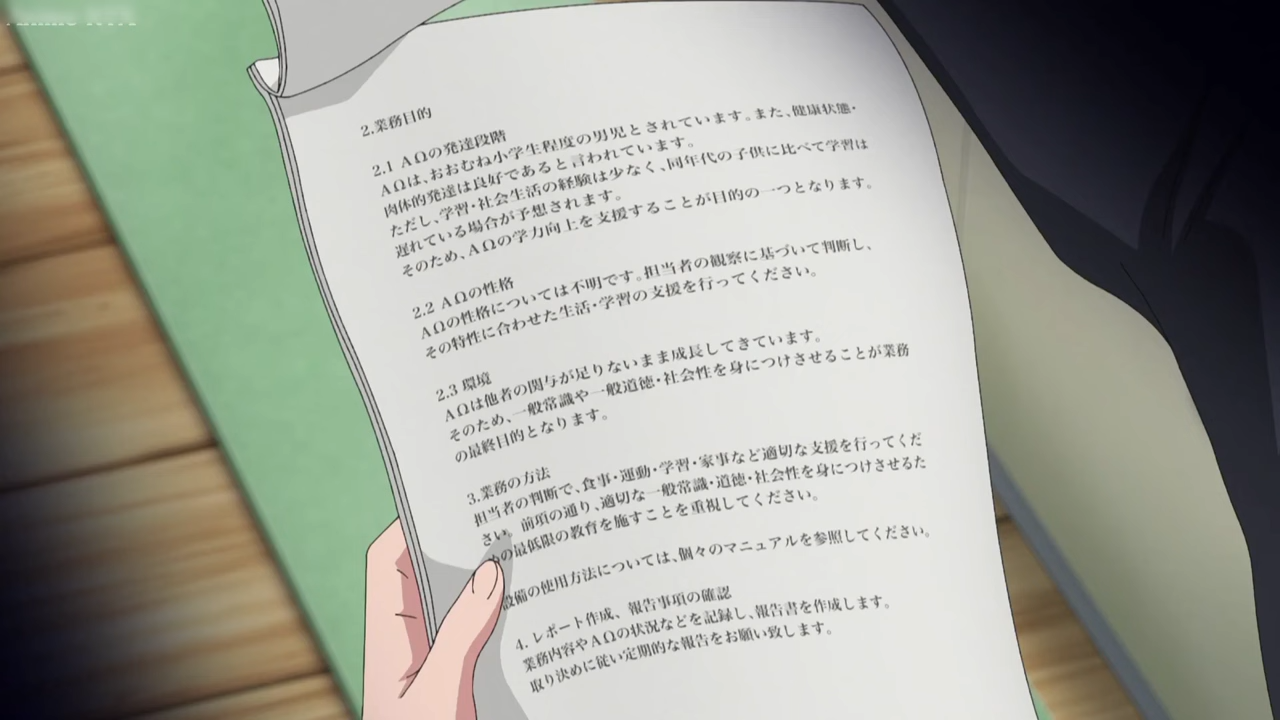 2.業務目的
2.1 AΩの発達段階
AΩは、おおむね小学生程度の男児とされています。また、健康状態・
肉体的発達は良好であると言われています。
ただし、学習・社会生活の経験は少なく、同年代の子供に比べて学習は
遅れている場合が予想されます。
そのため、AΩの学力向上を支援することが目的の一つとなります。
2.2 AΩの性格
AΩの性格については不明です。担当者の観察に基づいて判断し、
その特性に合わせた生活・学習の支援を行ってください。
2.3 環境
AΩは他者の関与が足りないまま成長してきています。
そのため、一般常識や一般道徳・社会性を身につけさせることが業務
の最終目的となります。
3.業務の方法
担当者の判断で、食事・運動・学習・家事など適切な支援を行ってくだ
さい。前項の通り、適切な一般常識・道徳・社会性を身につけさせるた
めの最低限の教育を施すことを重視してください。
設備の使用方法については、個々のマニュアルを参照してください。
4. レポート作成、報告事項の確認
業務内容やAΩの状況などを記録し、報告書を作成します。
取り決めに従い定期的な報告をお願い致します。